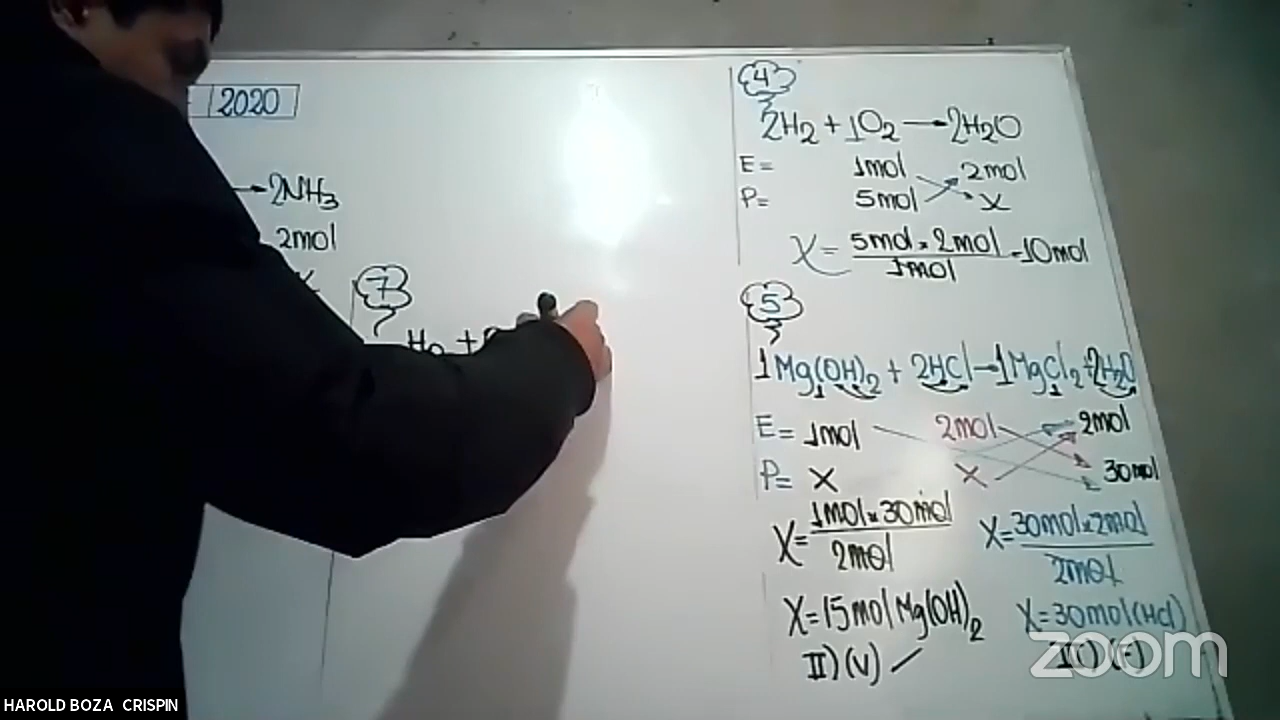 2020
→2NH3
2mol
X
7
H2 +
4
2H2 + 1O2 → 2H2O
E= 1mol 2mol
P= 5mol X
X= 5mol × 2mol / 1mol = 10mol
5
1Mg(OH)2 + 2HCl → 1MgCl2 + 2H2O
E= 1mol 2mol 2mol
P= X X 30mol
X= 1mol × 30mol / 2mol X= 30mol × 2mol / 2mol
X=15mol Mg(OH)2 X=30mol(HCl)
II)(V)
zoom
HAROLD BOZA CRISPIN